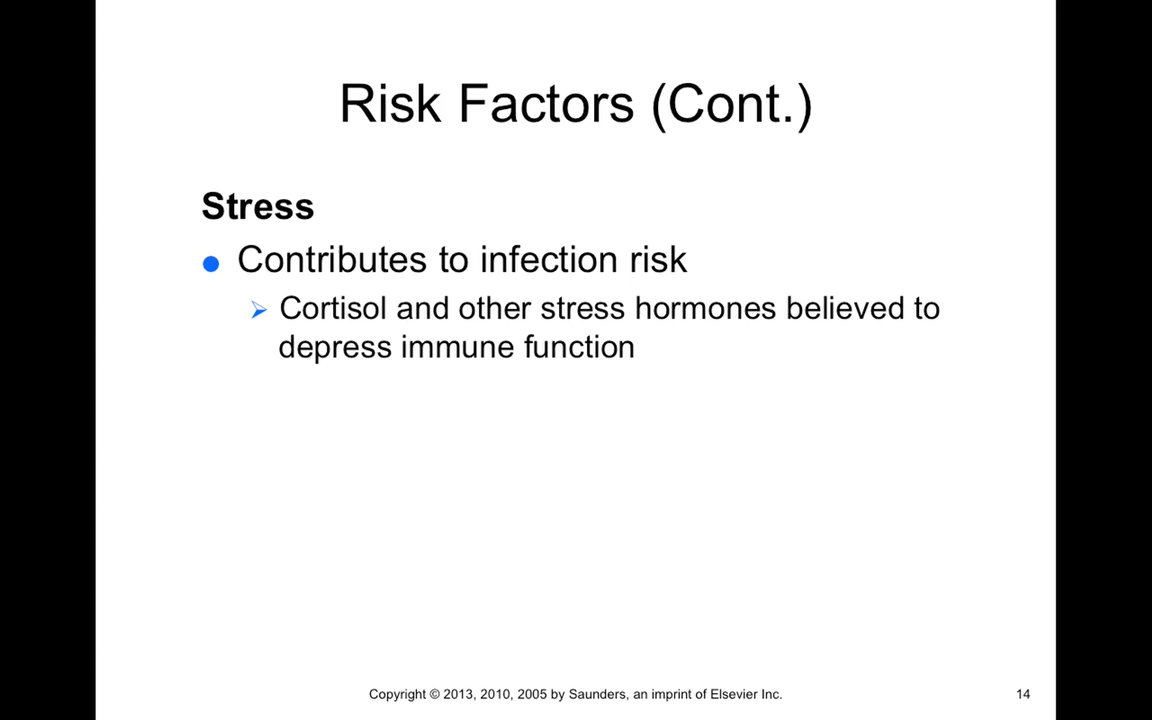 Risk Factors (Cont.)
Stress
● Contributes to infection risk
➢ Cortisol and other stress hormones believed to
depress immune function
Copyright © 2013, 2010, 2005 by Saunders, an imprint of Elsevier Inc.
14